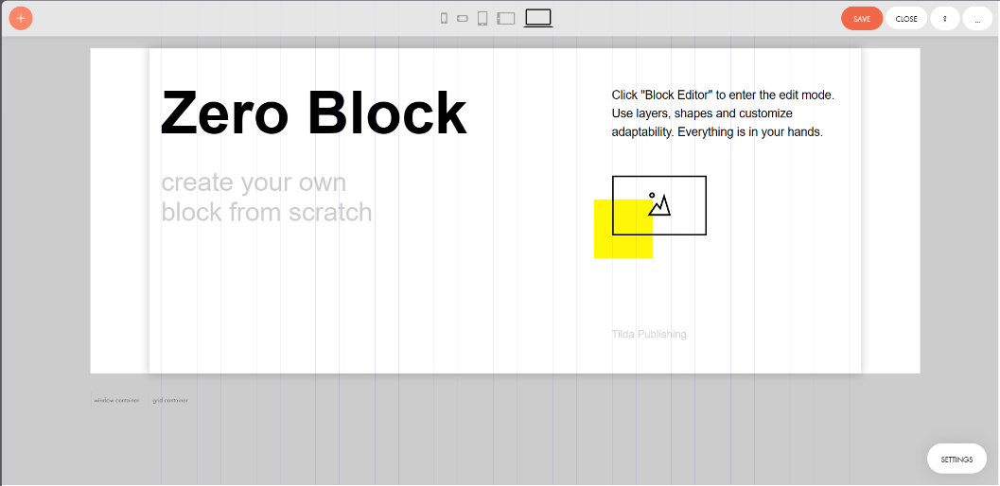 +
SAVE
CLOSE
?
...
Zero Block
create your own
block from scratch
Click "Block Editor" to enter the edit mode.
Use layers, shapes and customize
adaptability. Everything is in your hands.
Tilda Publishing
window container
grid container
SETTINGS